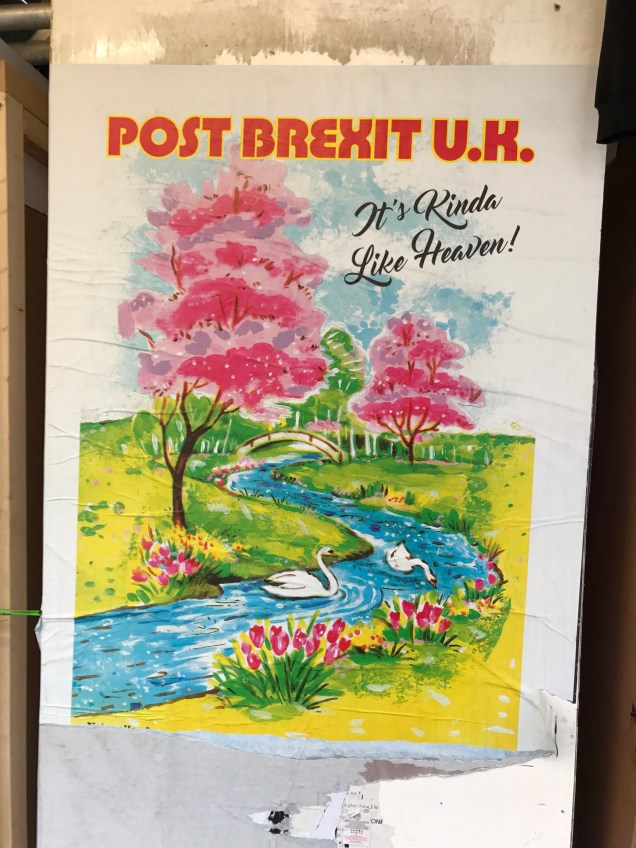 POST BREXIT U.K.
It's Kinda
Like Heaven!